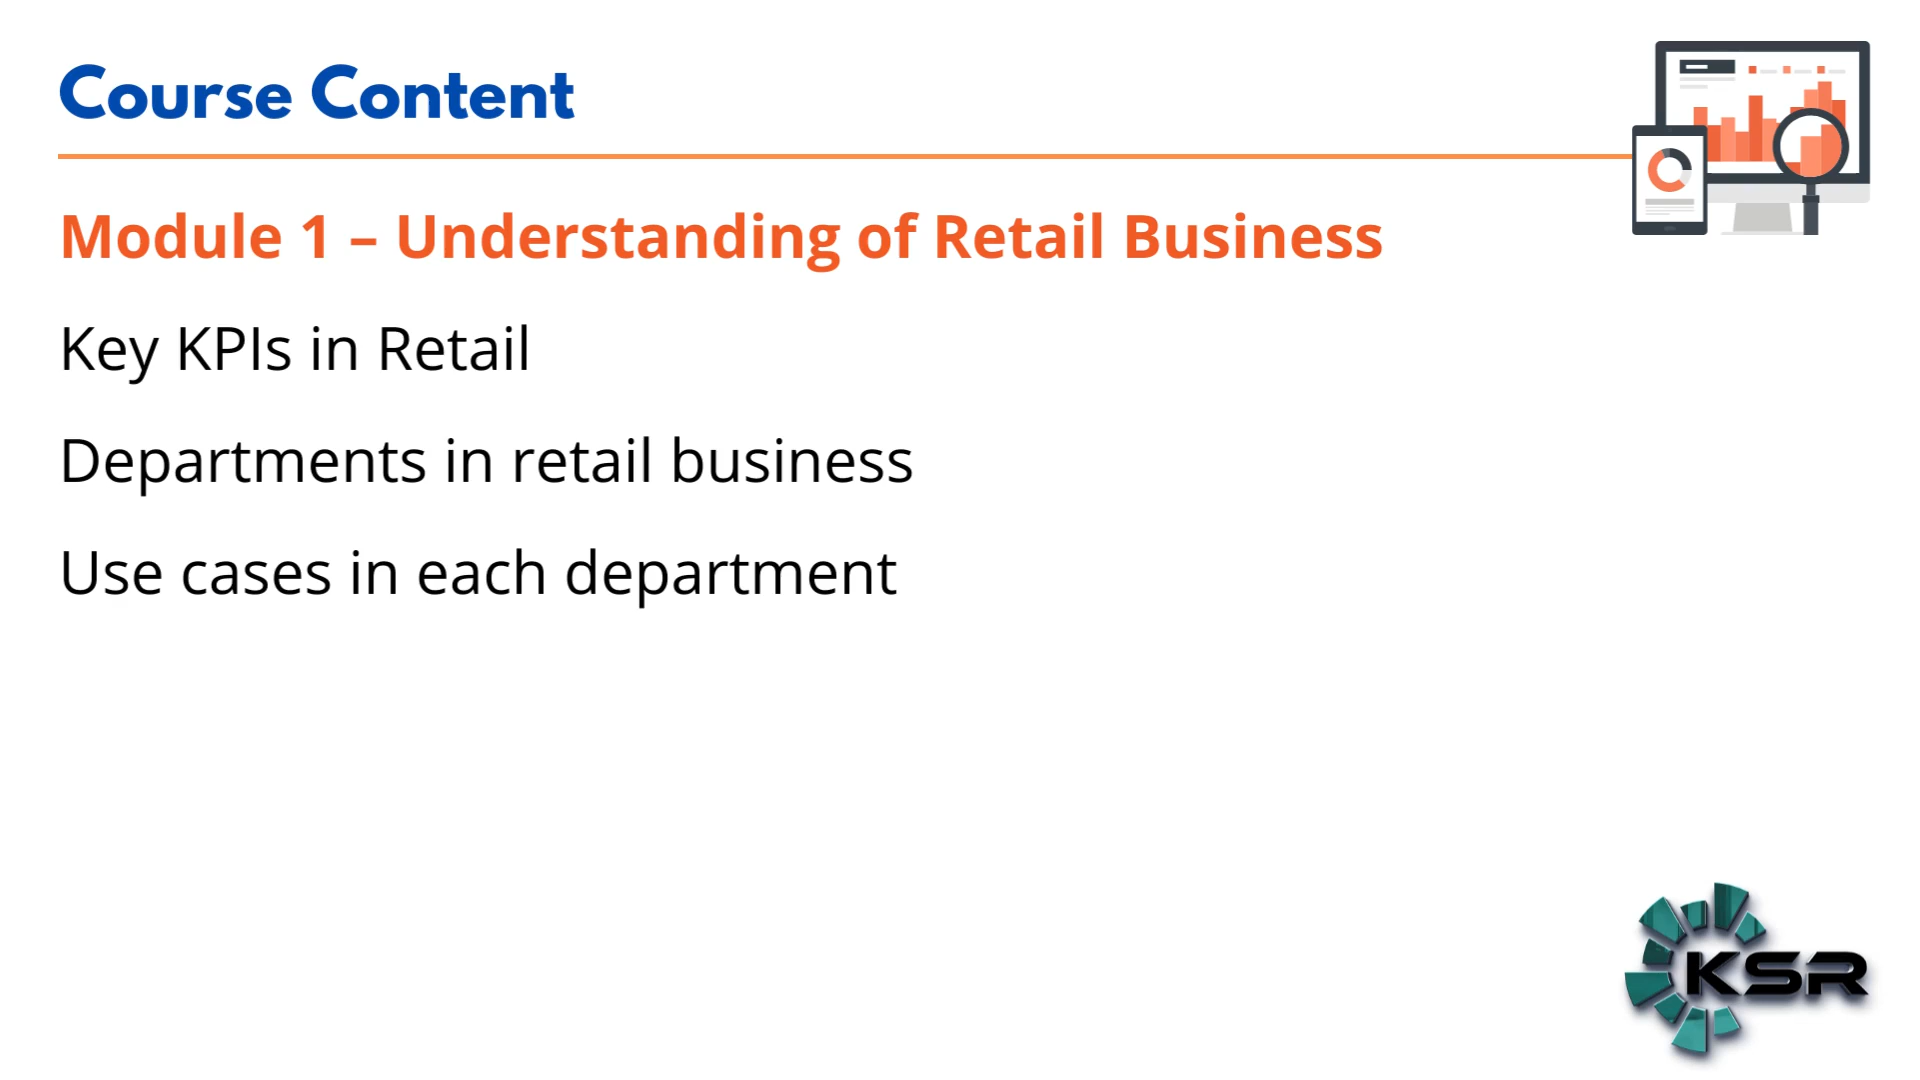 Course Content
Module 1 – Understanding of Retail Business
Key KPIs in Retail
Departments in retail business
Use cases in each department
KSR